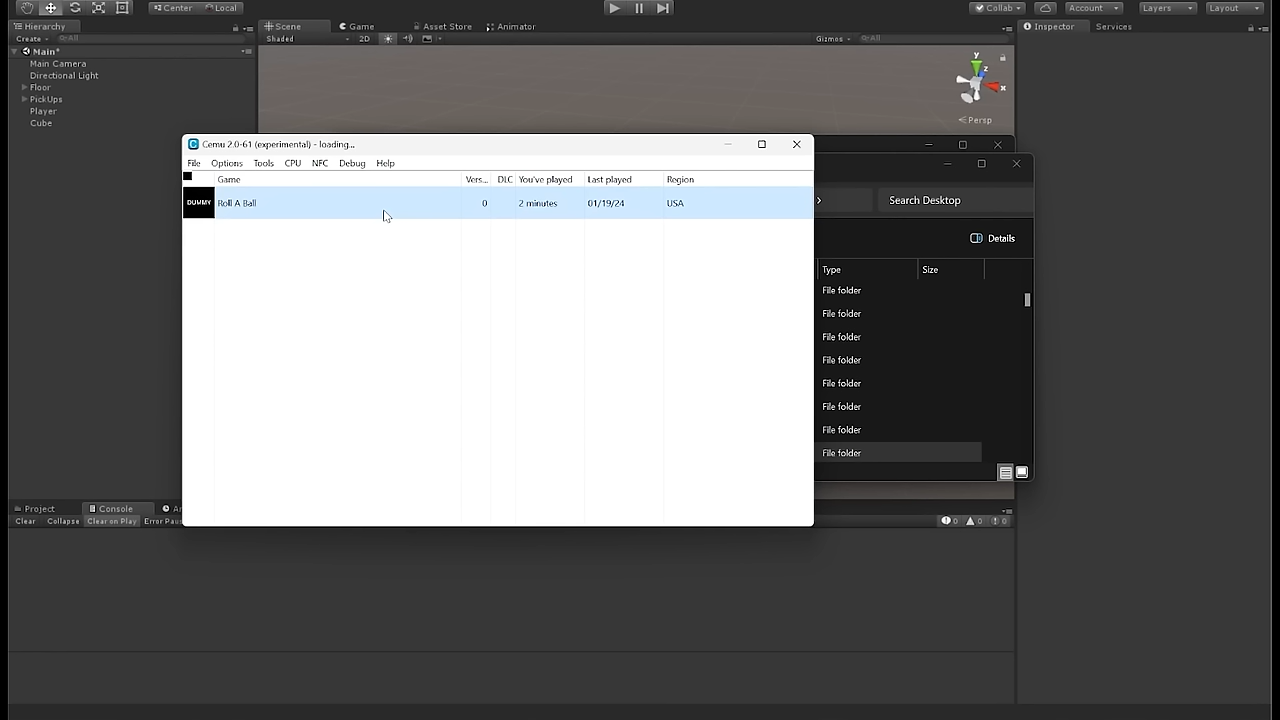 Center Local Collab Account Layers Layout
Hierarchy Scene Game Asset Store Animator Inspector Services
Create All Shaded 2D Gizmos All
Main*
Main Camera
Directional Light
Floor
PickUps
Player
Cube
y
z
x
Persp
Cemu 2.0-61 (experimental) - loading...
File Options Tools CPU NFC Debug Help
Game Vers... DLC You've played Last played Region
DUMMY Roll A Ball 0 2 minutes 01/19/24 USA
Search Desktop
Details
Type Size
File folder
File folder
File folder
File folder
File folder
File folder
File folder
File folder
Project Console
Clear Collapse Clear on Play Error Paus 0 0 0